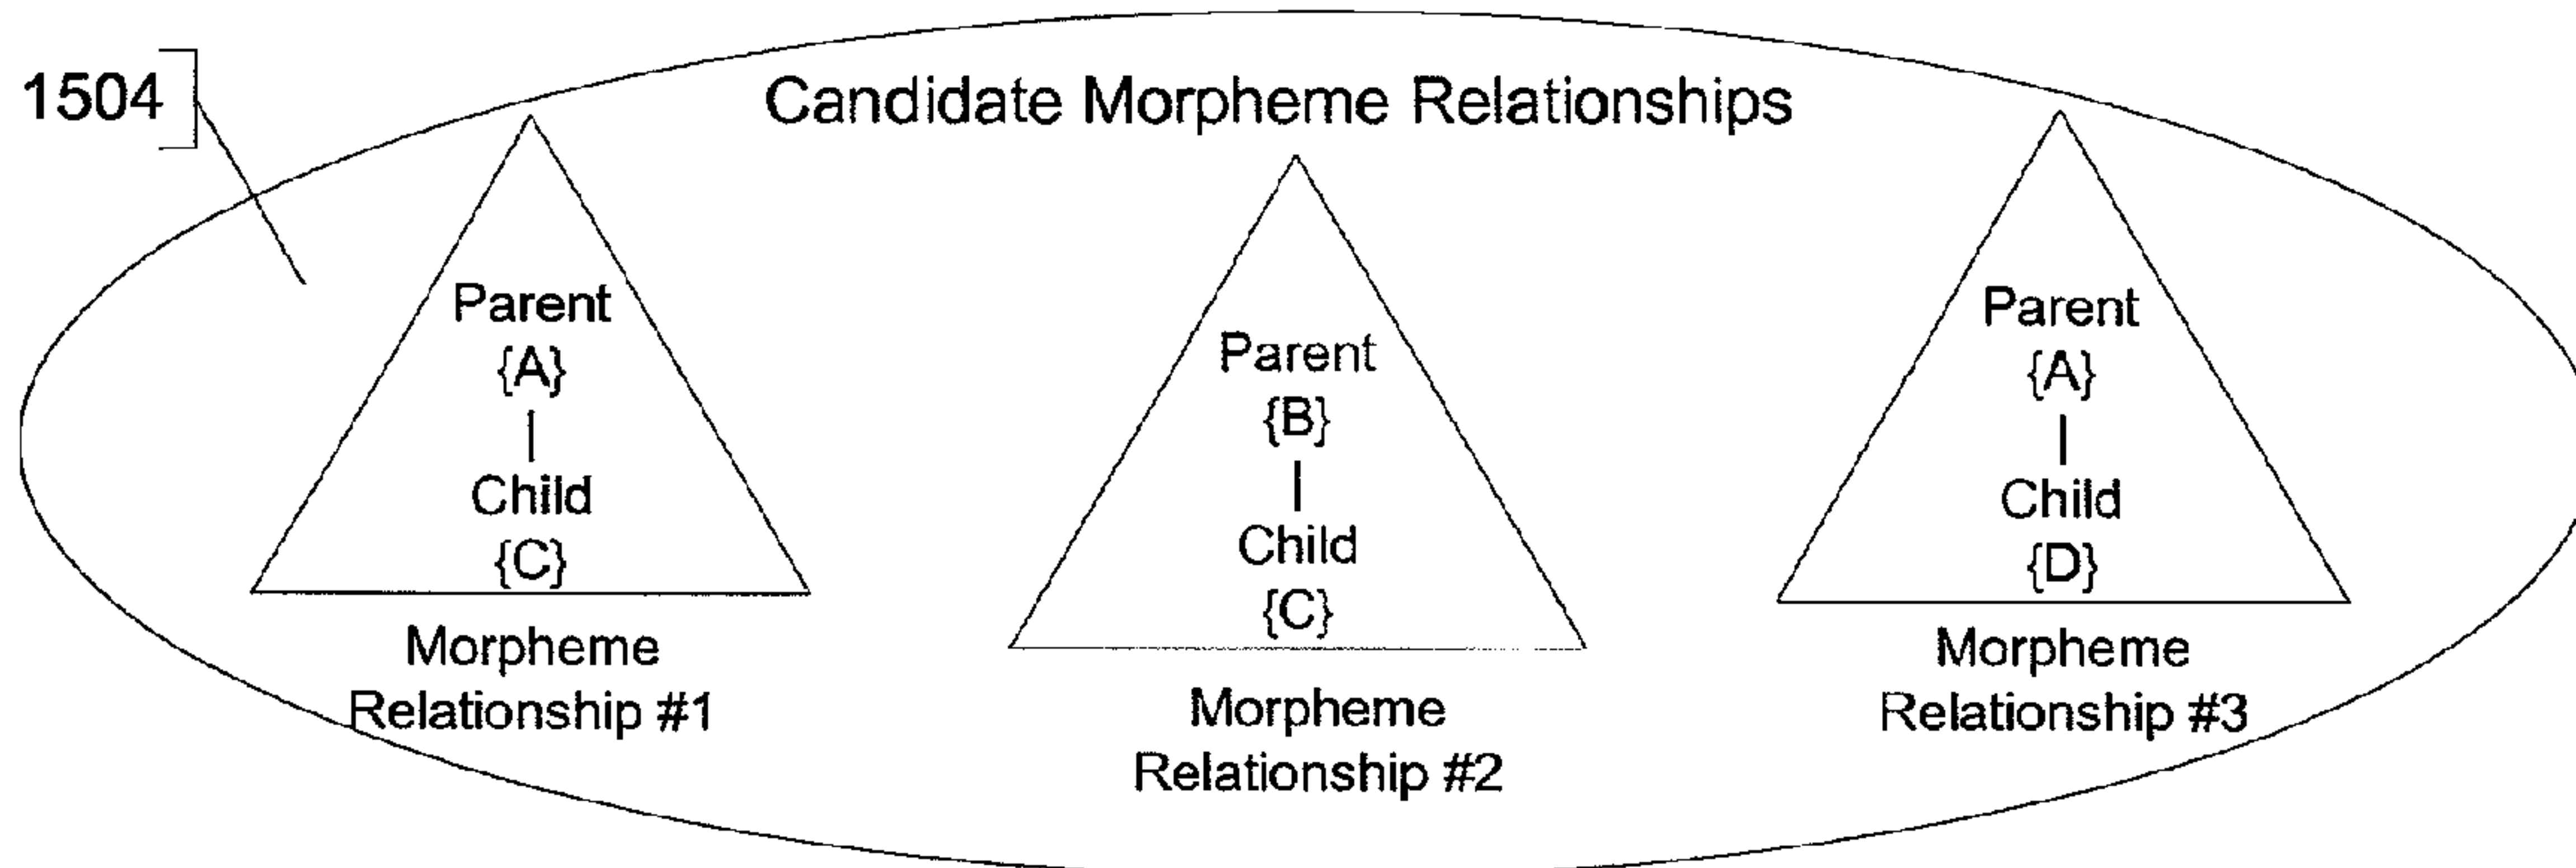 1504
Candidate Morpheme Relationships
Parent
{A}
|
Child
{C}
Morpheme
Relationship #1
Parent
{B}
|
Child
{C}
Morpheme
Relationship #2
Parent
{A}
|
Child
{D}
Morpheme
Relationship #3